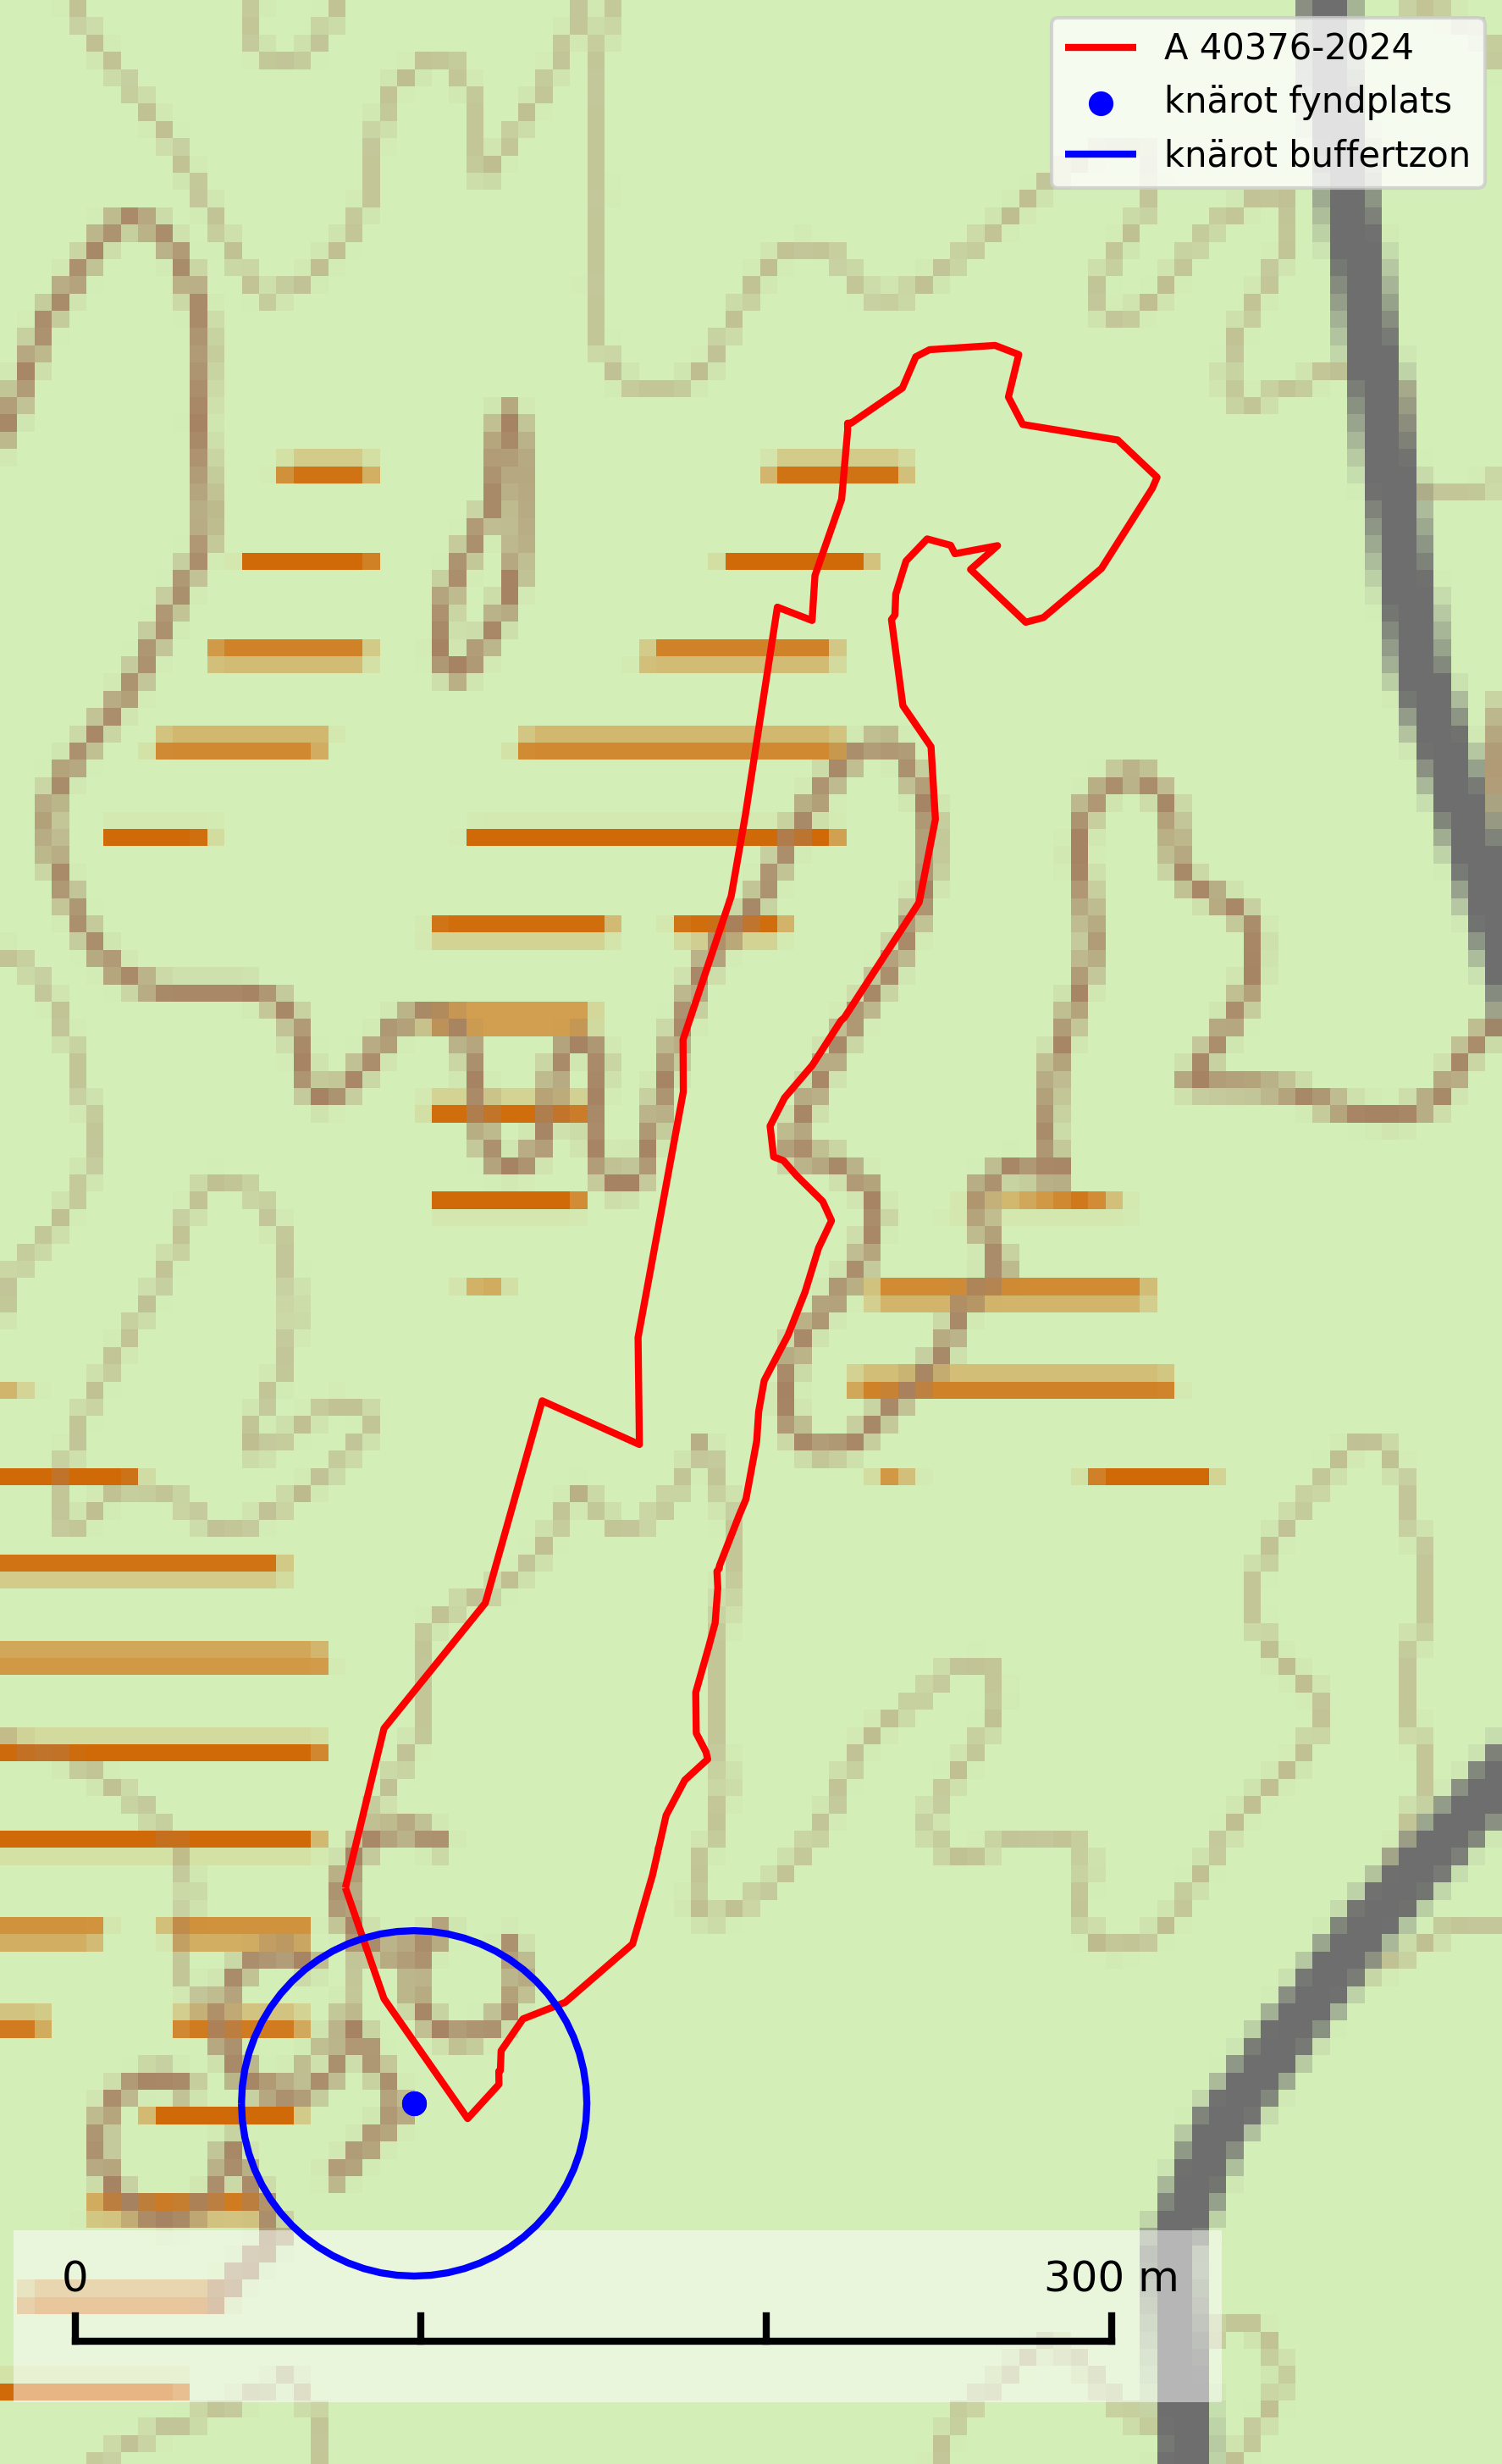 A 40376-2024
knärot fyndplats
knärot buffertzon
0 300 m